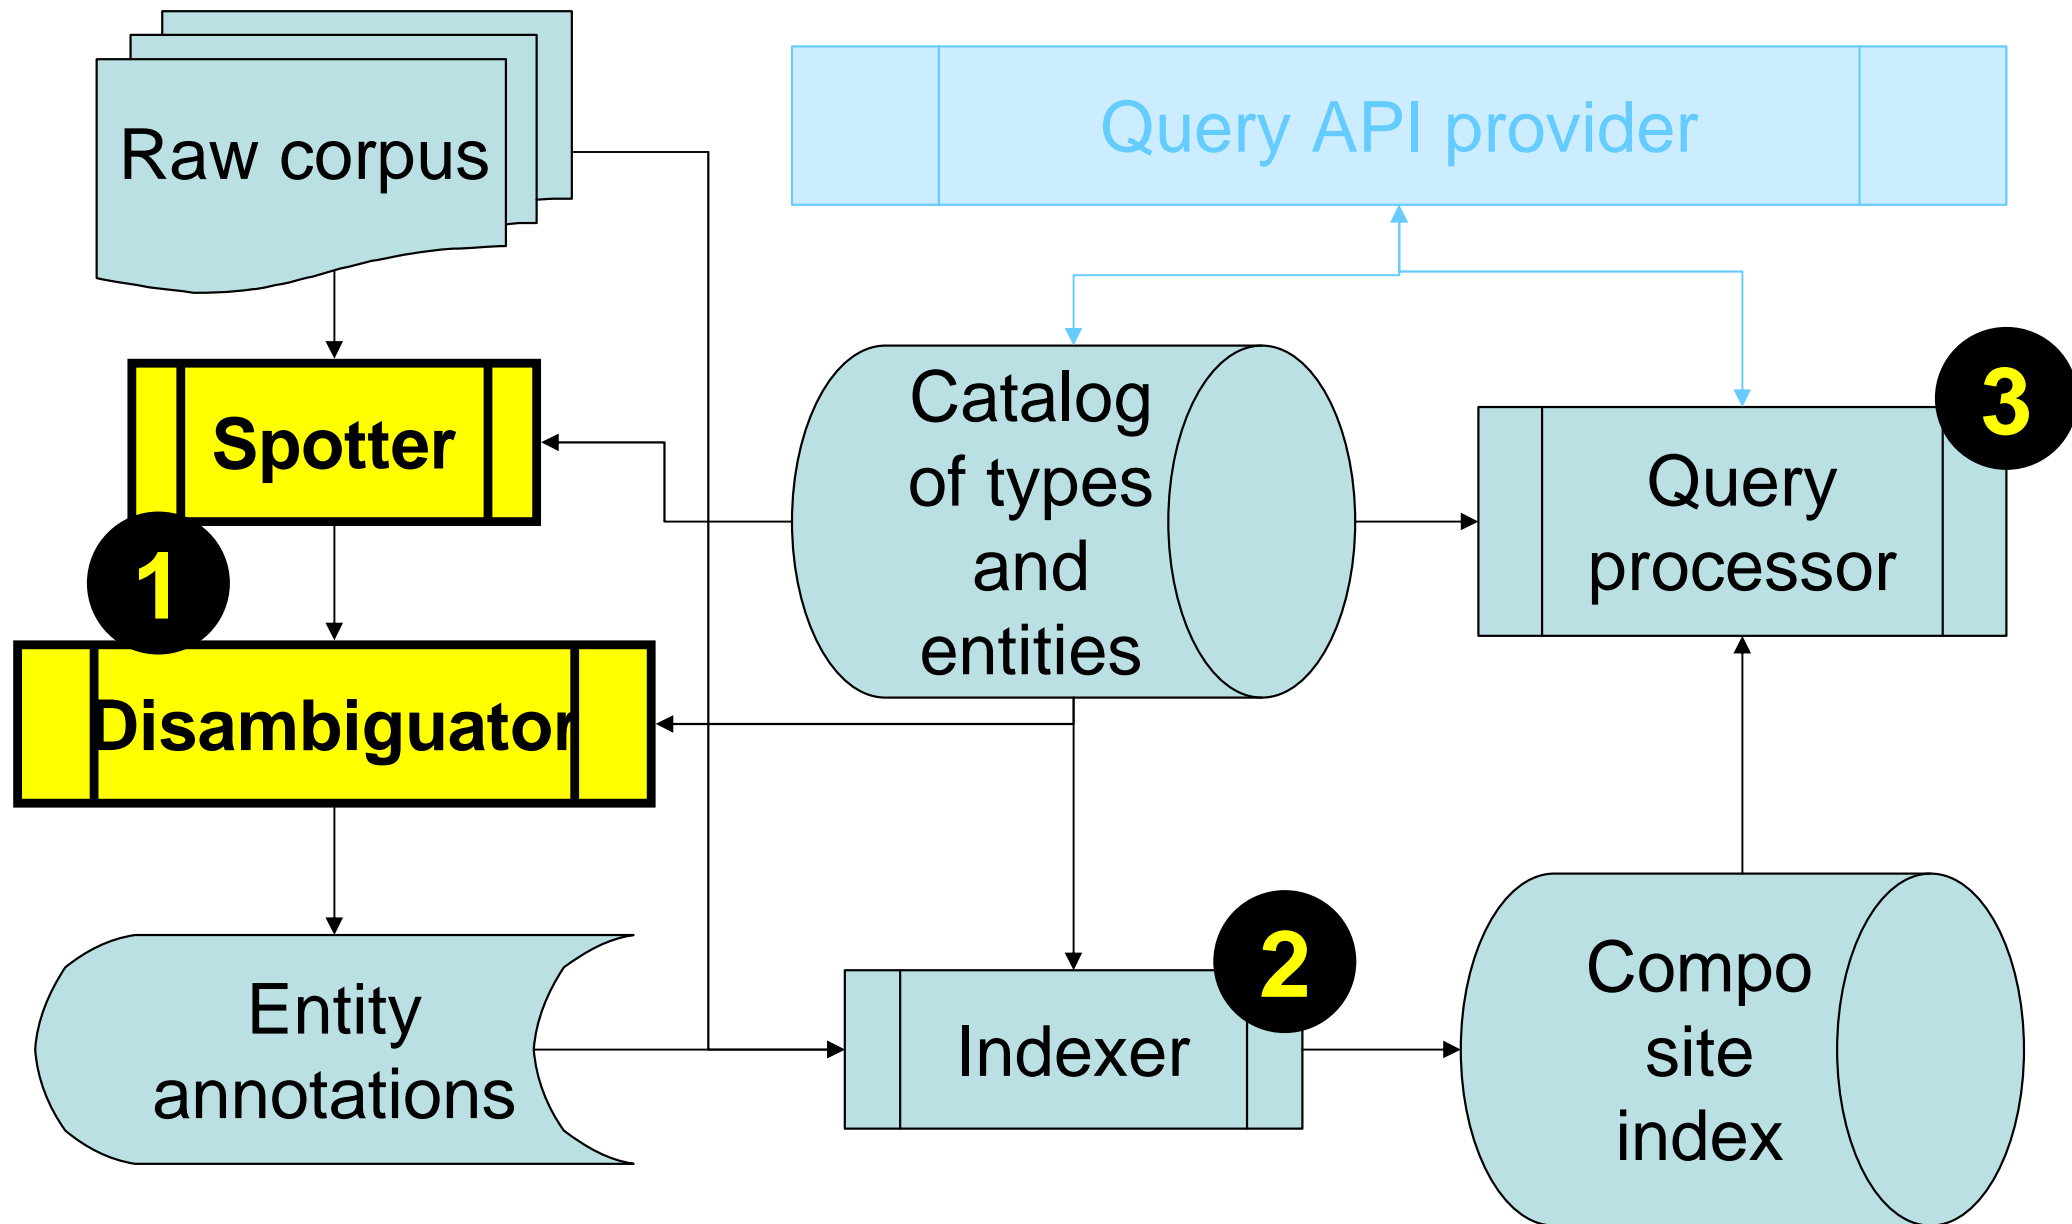 Raw corpus
Query API provider
Spotter
1
Disambiguator
Entity
annotations
Catalog
of types
and
entities
Query
processor
3
Indexer
2
Compo
site
index